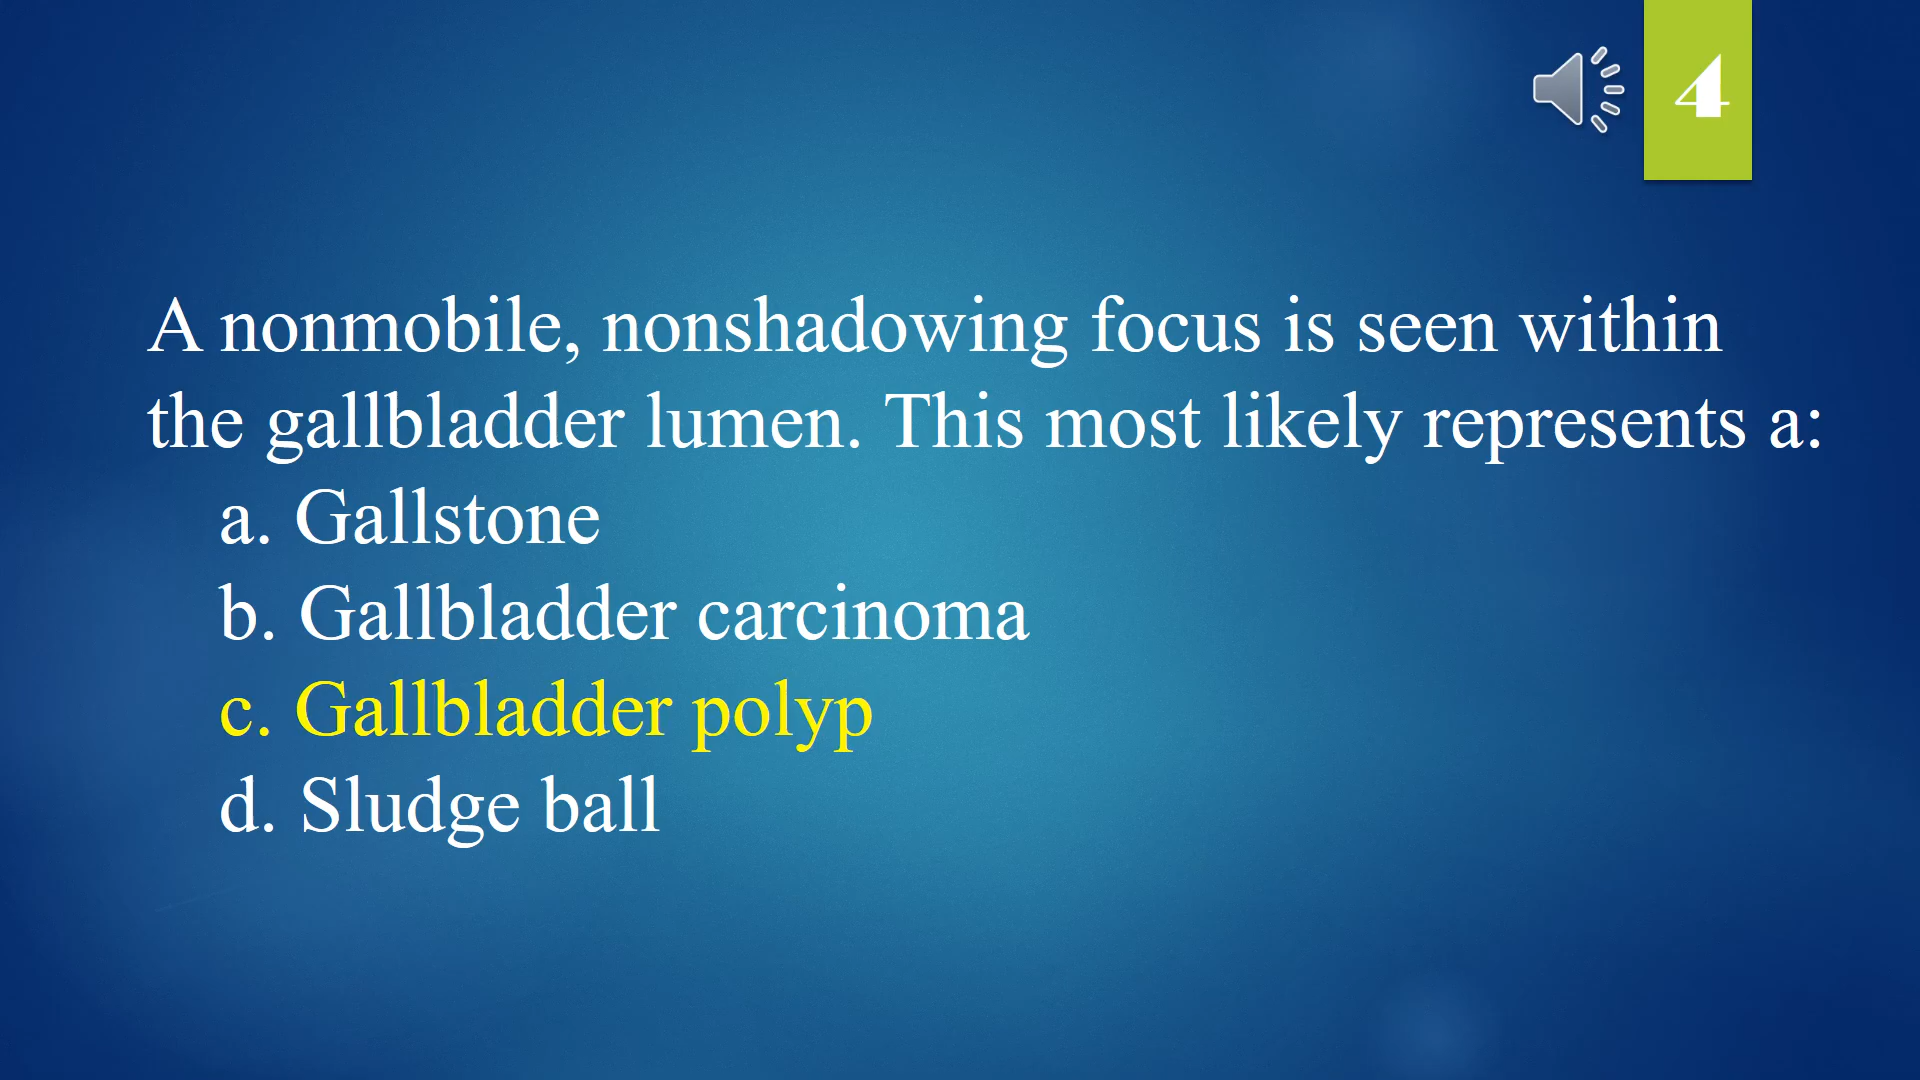 4
A nonmobile, nonshadowing focus is seen within
the gallbladder lumen. This most likely represents a:
a. Gallstone
b. Gallbladder carcinoma
c. Gallbladder polyp
d. Sludge ball